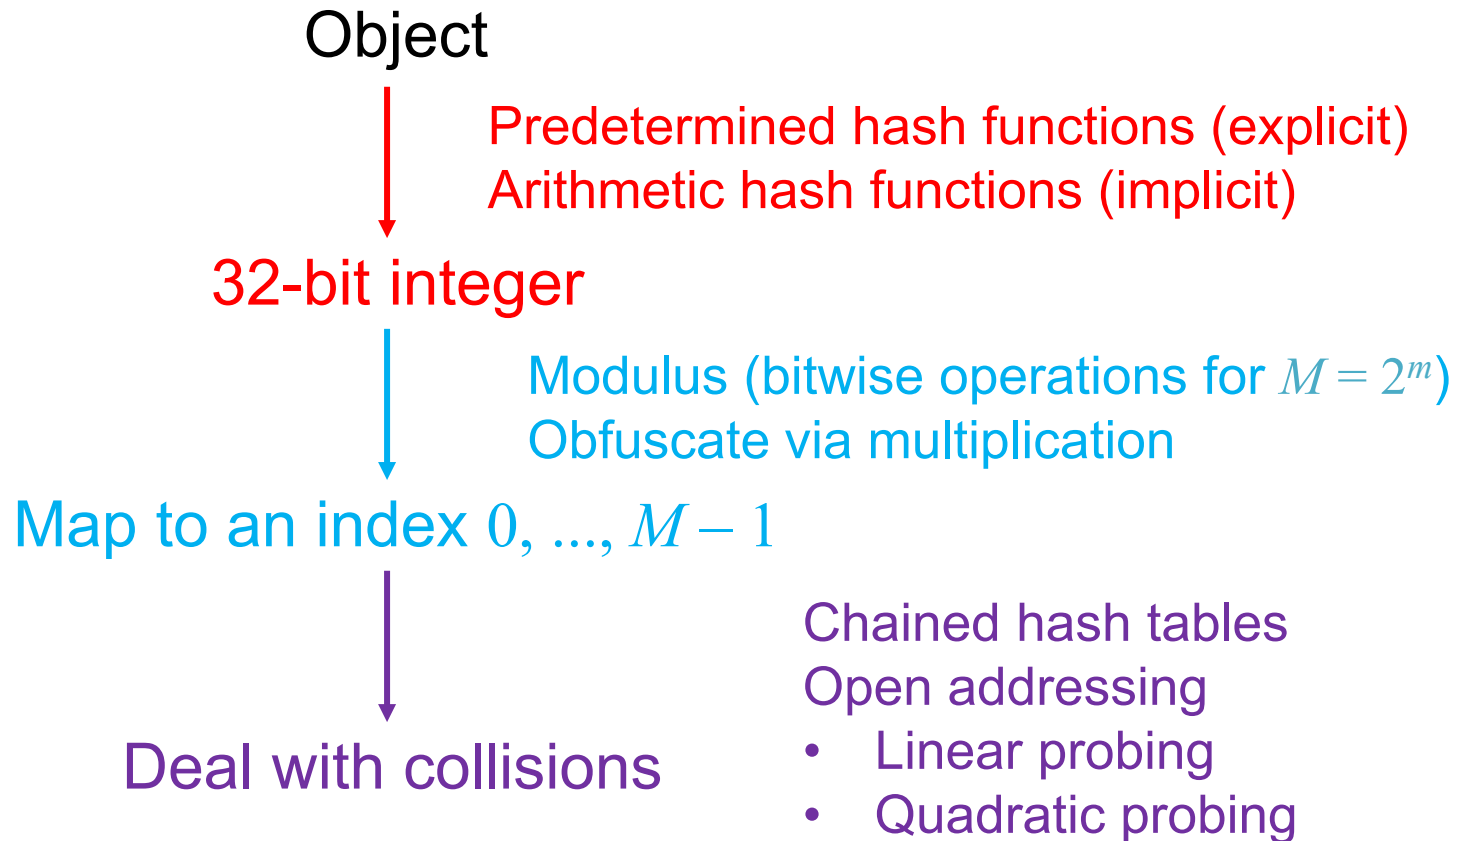 Object
Predetermined hash functions (explicit)
Arithmetic hash functions (implicit)
32-bit integer
Modulus (bitwise operations for M = 2ᵐ)
Obfuscate via multiplication
Map to an index 0, ..., M – 1
Chained hash tables
Open addressing
• Linear probing
Deal with collisions
• Quadratic probing